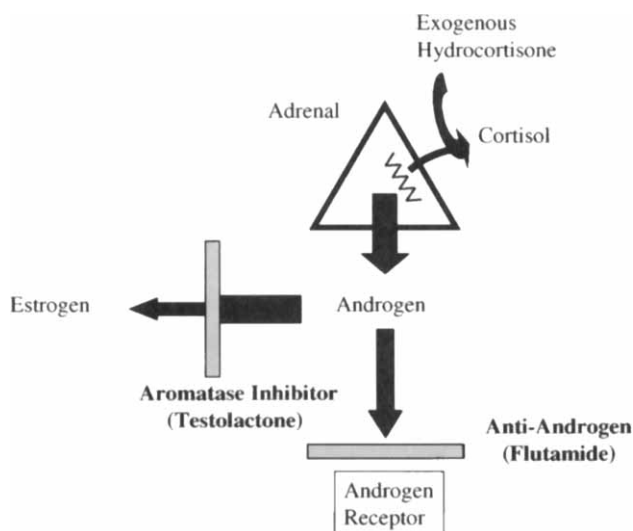 Exogenous
Hydrocortisone
Adrenal
Cortisol
Estrogen
Androgen
Aromatase Inhibitor
(Testolactone)
Anti-Androgen
(Flutamide)
Androgen
Receptor